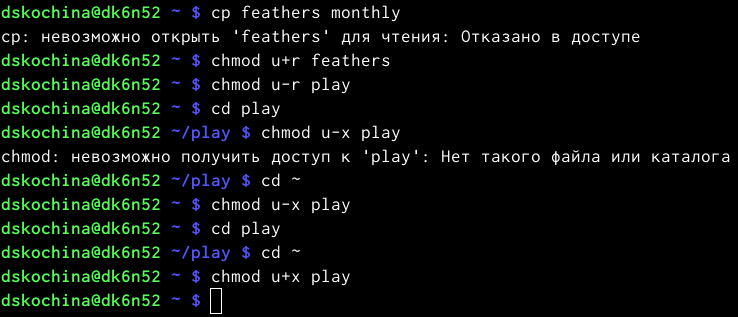 dskochina@dk6n52 ~ $ cp feathers monthly
cp: невозможно открыть 'feathers' для чтения: Отказано в доступе
dskochina@dk6n52 ~ $ chmod u+r feathers
dskochina@dk6n52 ~ $ chmod u-r play
dskochina@dk6n52 ~ $ cd play
dskochina@dk6n52 ~/play $ chmod u-x play
chmod: невозможно получить доступ к 'play': Нет такого файла или каталога
dskochina@dk6n52 ~/play $ cd ~
dskochina@dk6n52 ~ $ chmod u-x play
dskochina@dk6n52 ~ $ cd play
dskochina@dk6n52 ~/play $ cd ~
dskochina@dk6n52 ~ $ chmod u+x play
dskochina@dk6n52 ~ $